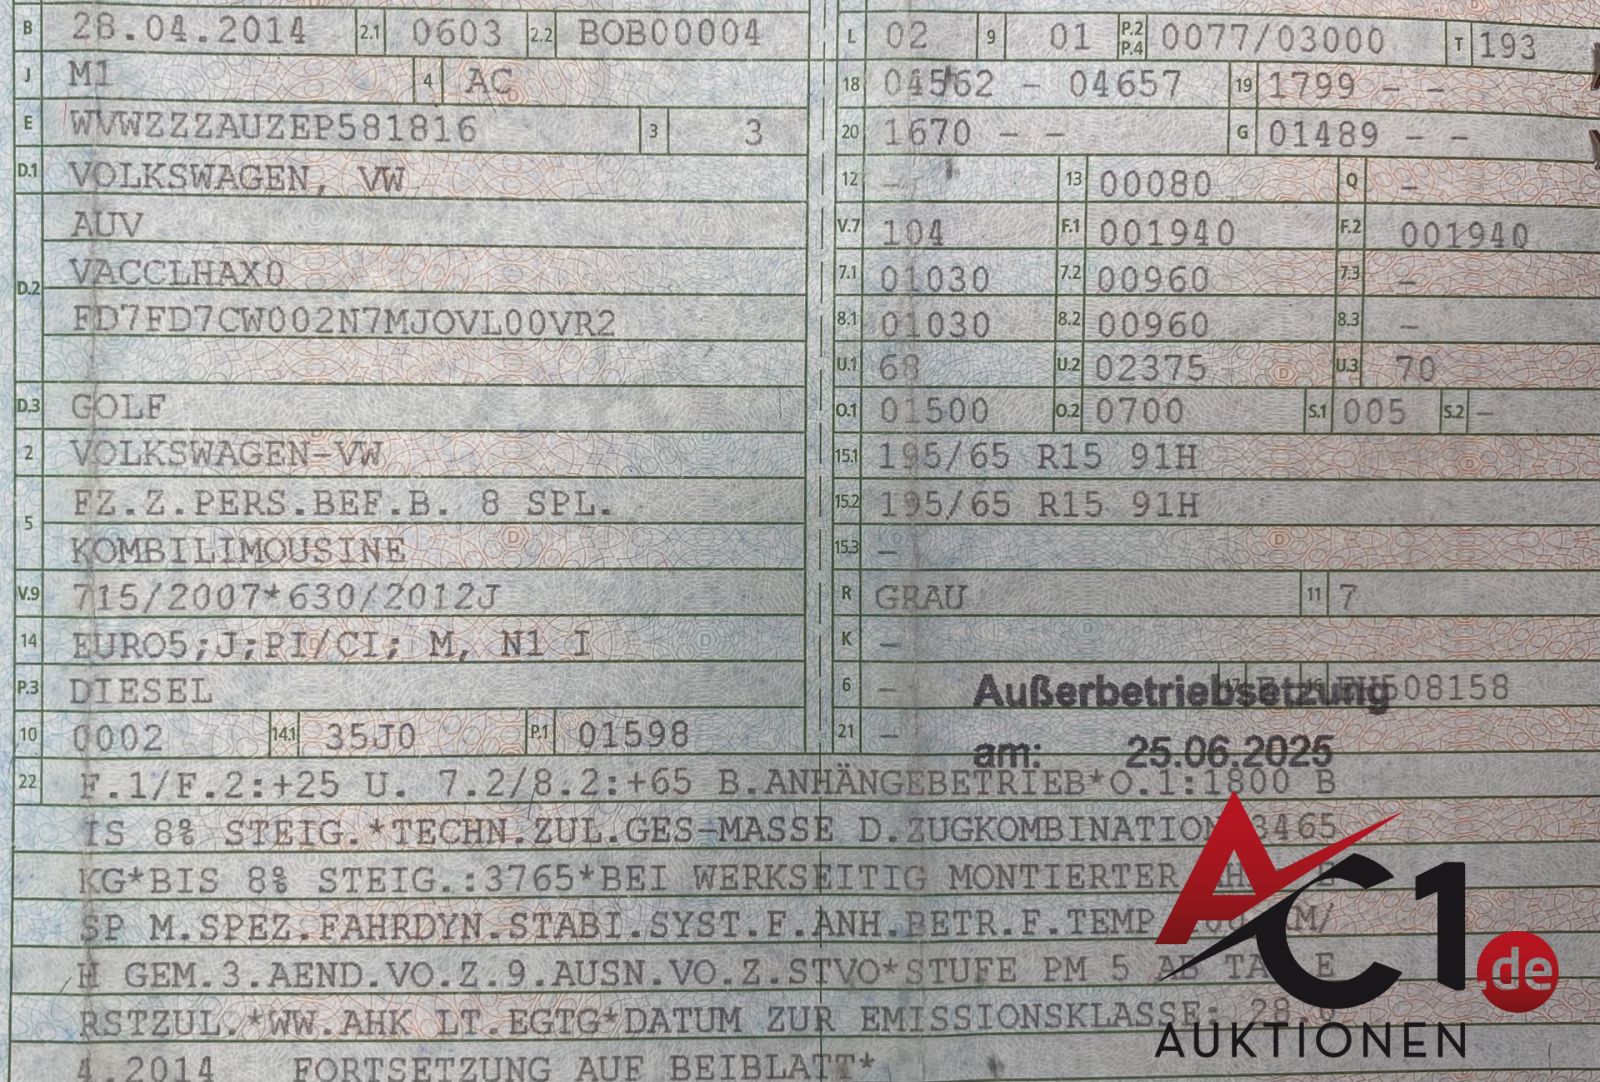 B 28.04.2014 2.1 0603 2.2 BOB00004
J M1 4 AC
E WVWZZZAUZEP581816 3 3
D.1 VOLKSWAGEN, VW
AUV
D.2 VACCLHAX0
FD7FD7CW002N7MJOVL00VR2
D.3 GOLF
2 VOLKSWAGEN-VW
5 FZ.Z.PERS.BEF.B. 8 SPL.
KOMBILIMOUSINE
V.9 715/2007*630/2012J
14 EURO5;J;PI/CI; M, N1 I
P.3 DIESEL
10 0002 14.1 35J0 P.1 01598
L 02 9 01 P.2 P.4 0077/03000 T 193
18 04562 - 04657 19 1799 - -
20 1670 - - G 01489 - -
12 - 13 00080 Q -
V.7 104 F.1 001940 F.2 001940
7.1 01030 7.2 00960 7.3 -
8.1 01030 8.2 00960 8.3 -
U.1 68 U.2 02375 U.3 70
O.1 01500 O.2 0700 S.1 005 S.2 -
15.1 195/65 R15 91H
15.2 195/65 R15 91H
15.3 -
R GRAU 11 7
K -
6 - 508158
Außerbetriebsetzung
21 -
am: 25.06.2025
22 F.1/F.2:+25 U. 7.2/8.2:+65 B.ANHÄNGEBETRIEB*O.1:1800 B
IS 8% STEIG.*TECHN.ZUL.GES-MASSE D.ZUGKOMBINATION 3465
KG*BIS 8% STEIG.:3765*BEI WERKSEITIG MONTIERTER
SP M.SPEZ.FAHRDYN.STABI.SYST.F.ANH.BETR.F.TEMP M/
H GEM.3.AEND.VO.Z.9.AUSN.VO.Z.STVO*STUFE PM 5 AB TA E
RSTZUL.*WW.AHK LT.EGTG*DATUM ZUR EMISSIONSKLASSE: 28.0
4.2014 FORTSETZUNG AUF BEIBLATT*
AC1.de
AUKTIONEN